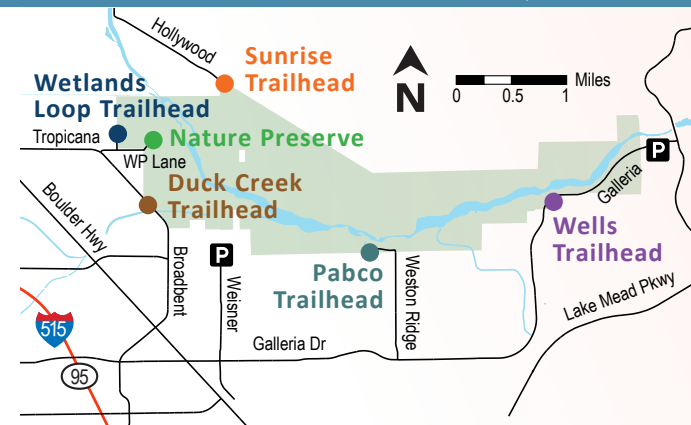 Hollywood
Sunrise
Trailhead
N
Miles
0 0.5 1
Wetlands
Loop Trailhead
Tropicana
Nature Preserve
WP Lane
P
Galleria
Duck Creek
Trailhead
Boulder Hwy
Wells
Trailhead
Broadbent
P
Weisner
Pabco
Trailhead
Weston Ridge
Lake Mead Pkwy
515
Galleria Dr
95